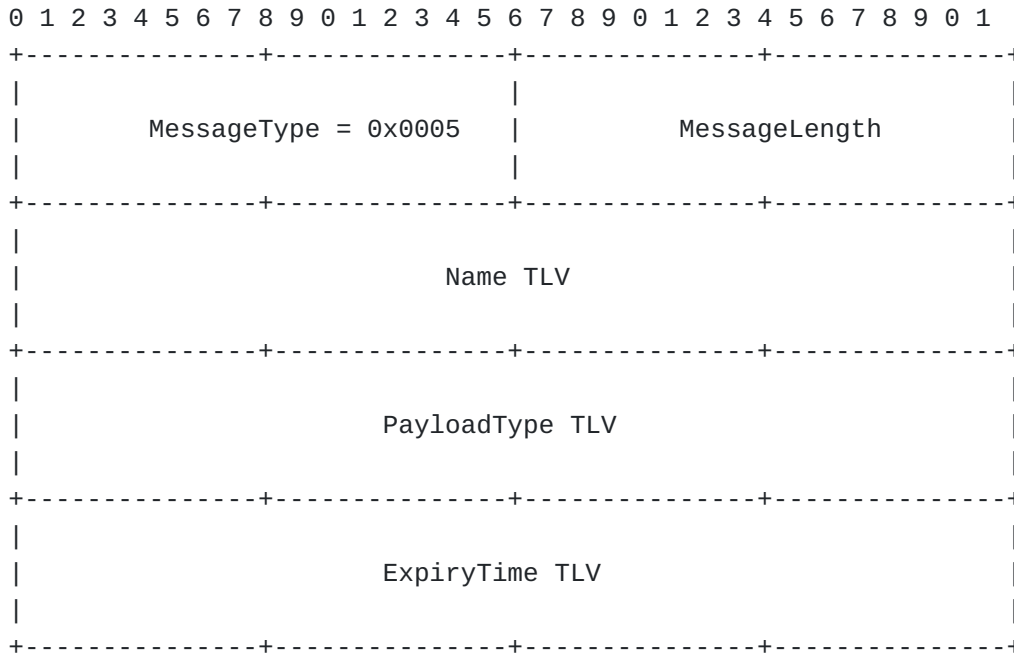 0 1 2 3 4 5 6 7 8 9 0 1 2 3 4 5 6 7 8 9 0 1 2 3 4 5 6 7 8 9 0 1
+---------------+---------------+---------------+---------------+
|                               |                               |
|        MessageType = 0x0005   |          MessageLength        |
|                               |                               |
+---------------+---------------+---------------+---------------+
|                                                               |
|                           Name TLV                            |
|                                                               |
+---------------+---------------+---------------+---------------+
|                                                               |
|                       PayloadType TLV                         |
|                                                               |
+---------------+---------------+---------------+---------------+
|                                                               |
|                       ExpiryTime TLV                          |
|                                                               |
+---------------+---------------+---------------+---------------+